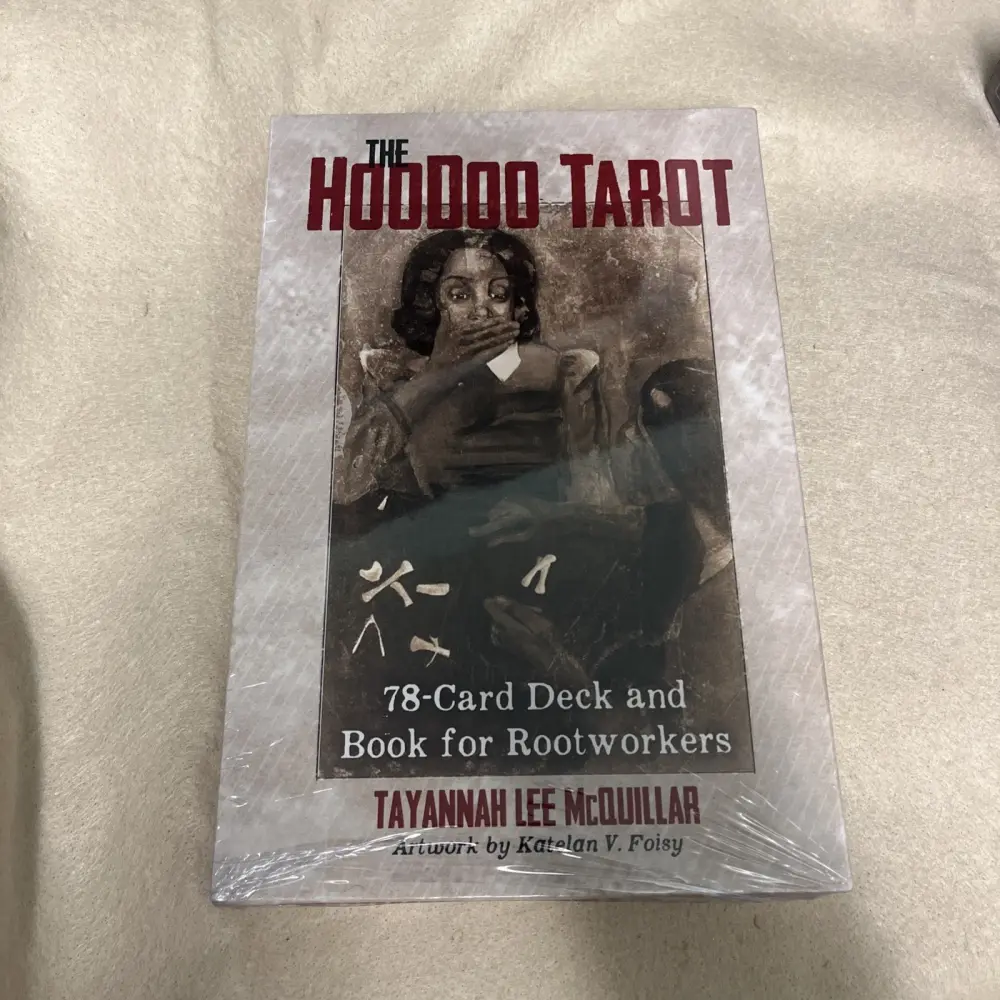 THE
HOODOO TAROT
78-Card Deck and
Book for Rootworkers
TAYANNAH LEE McQUILLAR
Artwork by Katelan V. Foisy